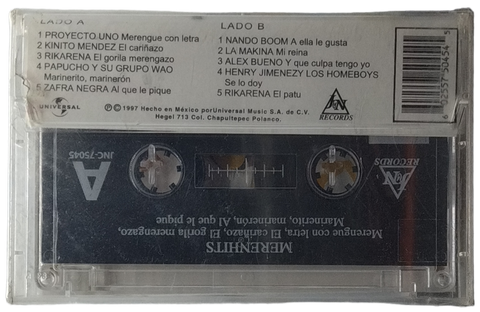 LADO A
1 PROYECTO UNO Merengue con letra
2 KINITO MENDEZ El cariñazo
3 RIKARENA El gorila merengazo
4 PAPUCHO Y SU GRUPO WAO
Marinerito, marinerón
5 ZAFRA NEGRA Al que le pique
LADO B
1 NANDO BOOM A ella le gusta
2 LA MAKINA Mi reina
3 ALEX BUENO Y que culpa tengo yo
4 HENRY JIMENEZY LOS HOMEBOYS
Se lo doy
5 RIKARENA El patu
UNIVERSAL
©1997 Hecho en México porUniversal Music S.A. de C.V.
Hegel 713 Col. Chapultepec Polanco.
J&N
RECORDS
JNC-75045
A
J&N
RECORDS
MERENHITS
Merengue con letra, El cariñazo, El gorila merengazo,
Marinerito, marinerón, Al que le pique